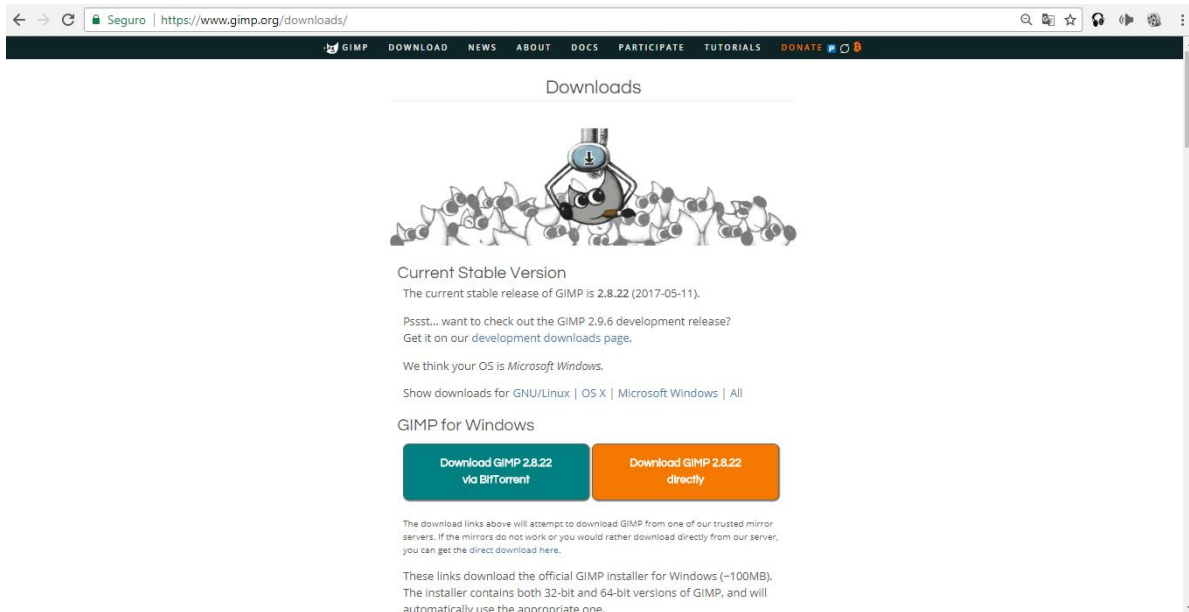 Seguro | https://www.gimp.org/downloads/
GIMP DOWNLOAD NEWS ABOUT DOCS PARTICIPATE TUTORIALS DONATE
Downloads
Current Stable Version
The current stable release of GIMP is 2.8.22 (2017-05-11).
Pssst... want to check out the GIMP 2.9.6 development release?
Get it on our development downloads page.
We think your OS is Microsoft Windows.
Show downloads for GNU/Linux | OS X | Microsoft Windows | All
GIMP for Windows
Download GIMP 2.8.22
via BitTorrent
Download GIMP 2.8.22
directly
The download links above will attempt to download GIMP from one of our trusted mirror
servers. If the mirrors do not work or you would rather download directly from our server,
you can get the direct download here.
These links download the official GIMP installer for Windows (~100MB).
The installer contains both 32-bit and 64-bit versions of GIMP, and will
automatically use the appropriate one.